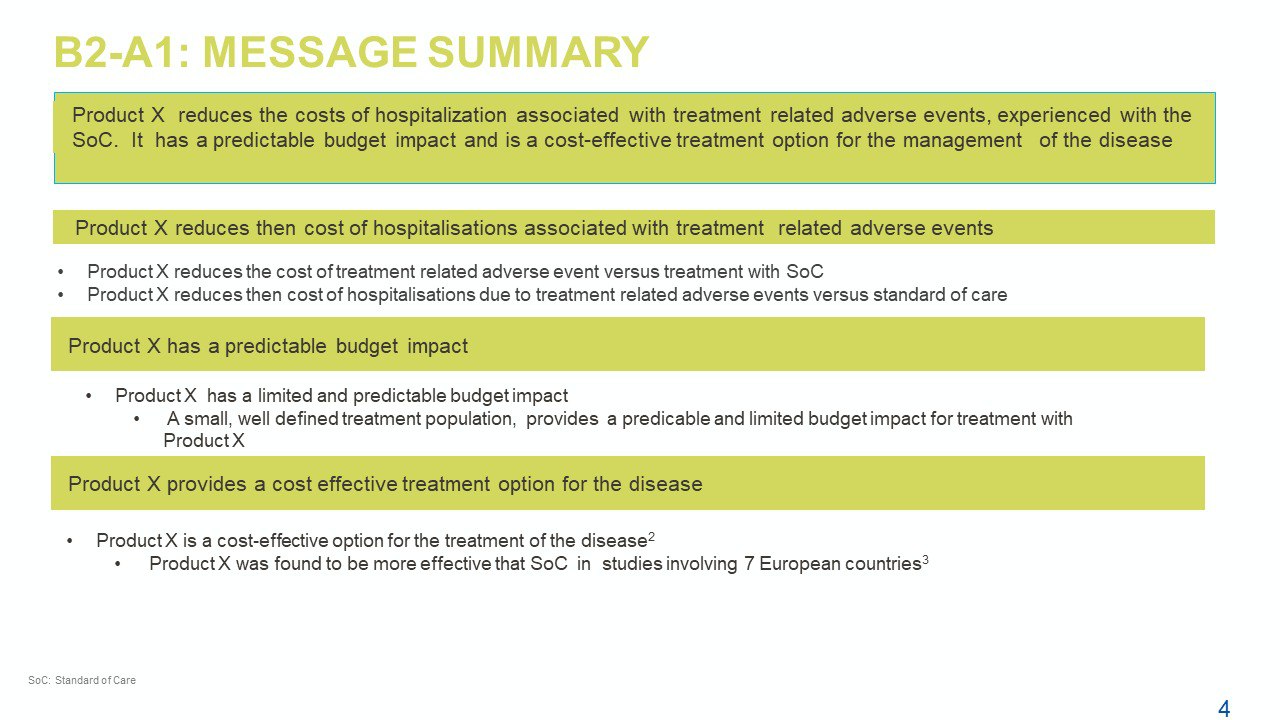 B2-A1: MESSAGE SUMMARY
Product X reduces the costs of hospitalization associated with treatment related adverse events, experienced with the
SoC. It has a predictable budget impact and is a cost-effective treatment option for the management of the disease
Product X reduces then cost of hospitalisations associated with treatment related adverse events
• Product X reduces the cost of treatment related adverse event versus treatment with SoC
• Product X reduces then cost of hospitalisations due to treatment related adverse events versus standard of care
Product X has a predictable budget impact
• Product X has a limited and predictable budget impact
• A small, well defined treatment population, provides a predicable and limited budget impact for treatment with
Product X
Product X provides a cost effective treatment option for the disease
• Product X is a cost-effective option for the treatment of the disease2
• Product X was found to be more effective that SoC in studies involving 7 European countries3
SoC: Standard of Care
4